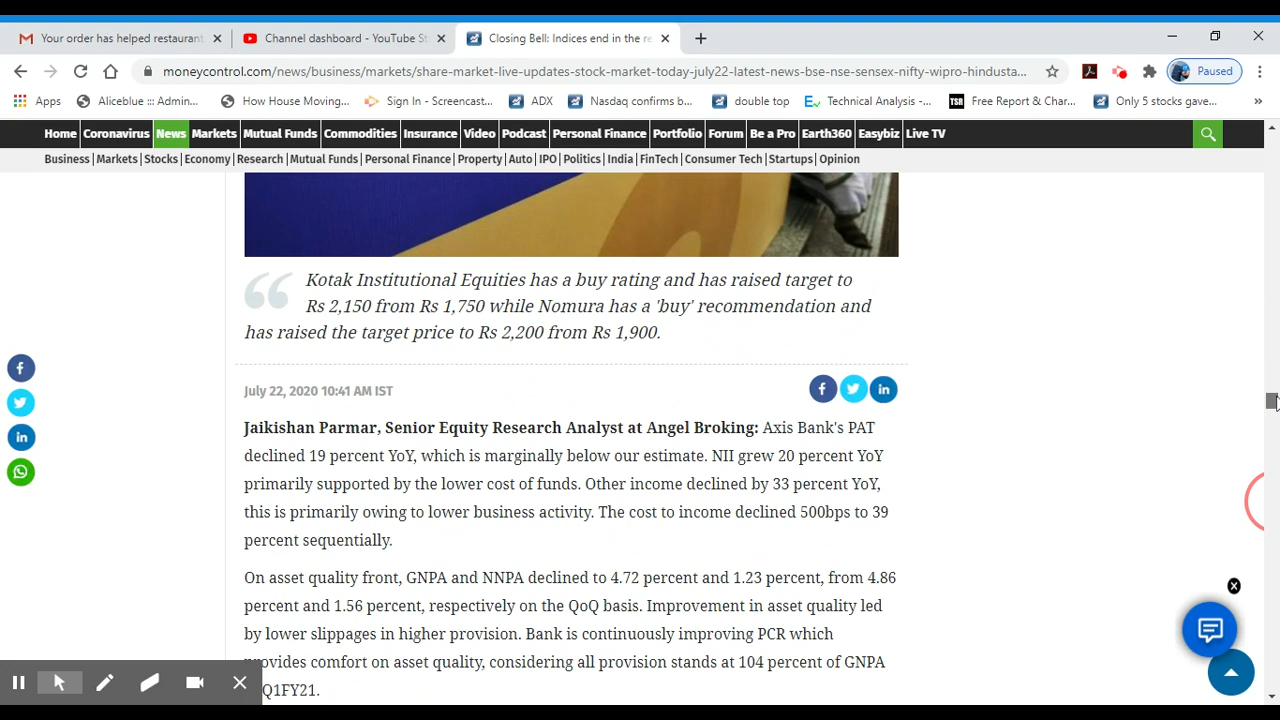 Your order has helped restaurant
Channel dashboard - YouTube St
Closing Bell: Indices end in the re
moneycontrol.com/news/business/markets/share-market-live-updates-stock-market-today-july22-latest-news-bse-nse-sensex-nifty-wipro-hindusta...
Paused
Apps
Aliceblue ::: Admin...
How House Moving...
Sign In - Screencast...
ADX
Nasdaq confirms b...
double top
Technical Analysis -...
TSR
Free Report & Char...
Only 5 stocks gave...
»
Home Coronavirus News Markets Mutual Funds Commodities Insurance Video Podcast Personal Finance Portfolio Forum Be a Pro Earth360 Easybiz Live TV
Business | Markets | Stocks | Economy | Research | Mutual Funds | Personal Finance | Property | Auto | IPO | Politics | India | FinTech | Consumer Tech | Startups | Opinion
Kotak Institutional Equities has a buy rating and has raised target to
Rs 2,150 from Rs 1,750 while Nomura has a 'buy' recommendation and
has raised the target price to Rs 2,200 from Rs 1,900.
July 22, 2020 10:41 AM IST
Jaikishan Parmar, Senior Equity Research Analyst at Angel Broking: Axis Bank's PAT
declined 19 percent YoY, which is marginally below our estimate. NII grew 20 percent YoY
primarily supported by the lower cost of funds. Other income declined by 33 percent YoY,
this is primarily owing to lower business activity. The cost to income declined 500bps to 39
percent sequentially.
On asset quality front, GNPA and NNPA declined to 4.72 percent and 1.23 percent, from 4.86
percent and 1.56 percent, respectively on the QoQ basis. Improvement in asset quality led
by lower slippages in higher provision. Bank is continuously improving PCR which
provides comfort on asset quality, considering all provision stands at 104 percent of GNPA
Q1FY21.